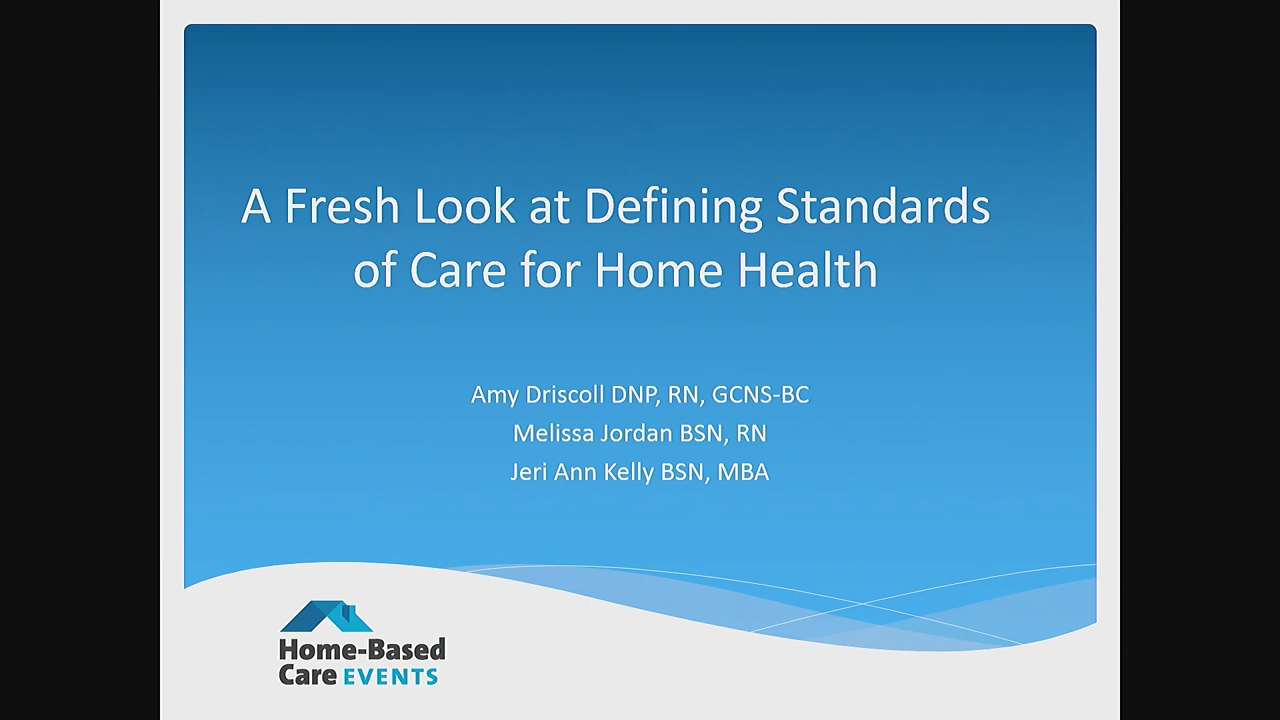 A Fresh Look at Defining Standards
of Care for Home Health
Amy Driscoll DNP, RN, GCNS-BC
Melissa Jordan BSN, RN
Jeri Ann Kelly BSN, MBA
Home-Based
Care EVENTS